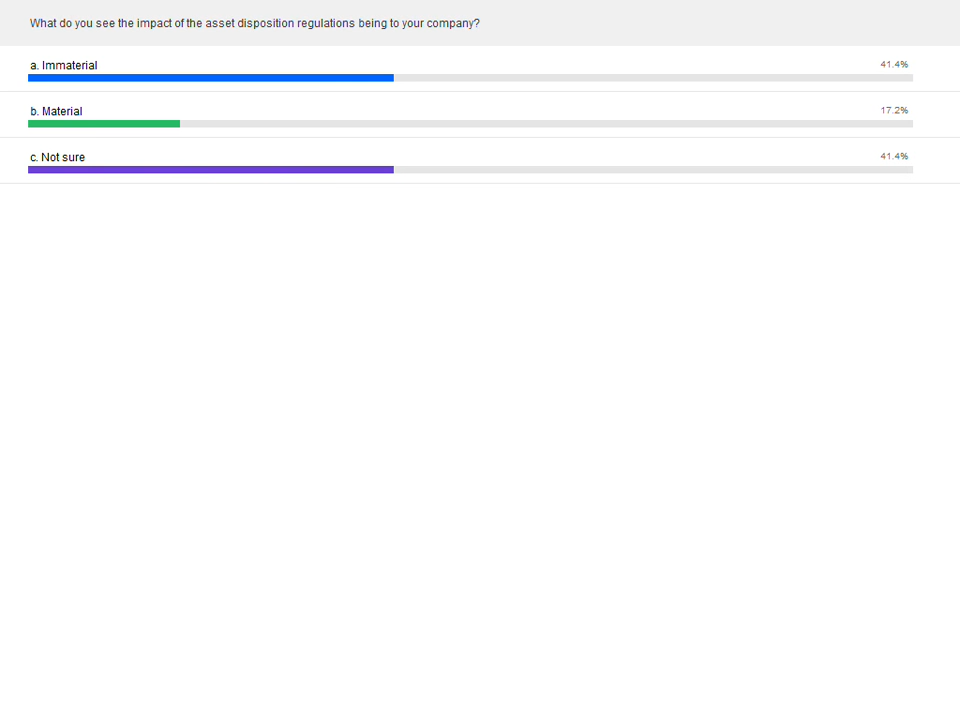 What do you see the impact of the asset disposition regulations being to your company?
a. Immaterial 41.4%
b. Material 17.2%
c. Not sure 41.4%